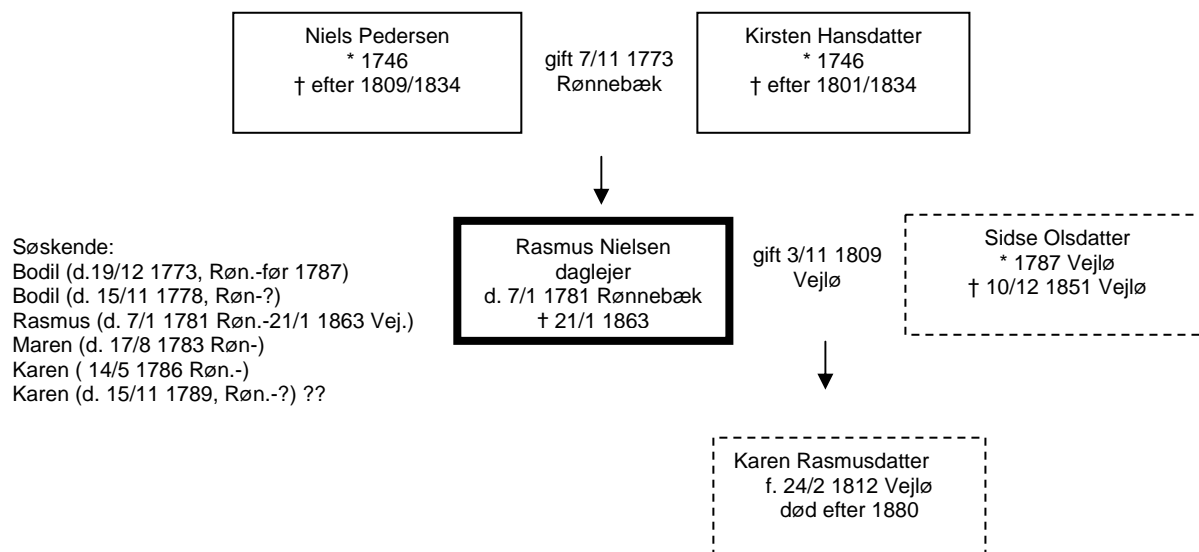 Niels Pedersen
* 1746
† efter 1809/1834
gift 7/11 1773
Rønnebæk
Kirsten Hansdatter
* 1746
† efter 1801/1834
Søskende:
Bodil (d.19/12 1773, Røn.-før 1787)
Bodil (d. 15/11 1778, Røn-?)
Rasmus (d. 7/1 1781 Røn.-21/1 1863 Vej.)
Maren (d. 17/8 1783 Røn-)
Karen ( 14/5 1786 Røn.-)
Karen (d. 15/11 1789, Røn.-?) ??
Rasmus Nielsen
daglejer
d. 7/1 1781 Rønnebæk
† 21/1 1863
gift 3/11 1809
Vejlø
Sidse Olsdatter
* 1787 Vejlø
† 10/12 1851 Vejlø
Karen Rasmusdatter
f. 24/2 1812 Vejlø
død efter 1880